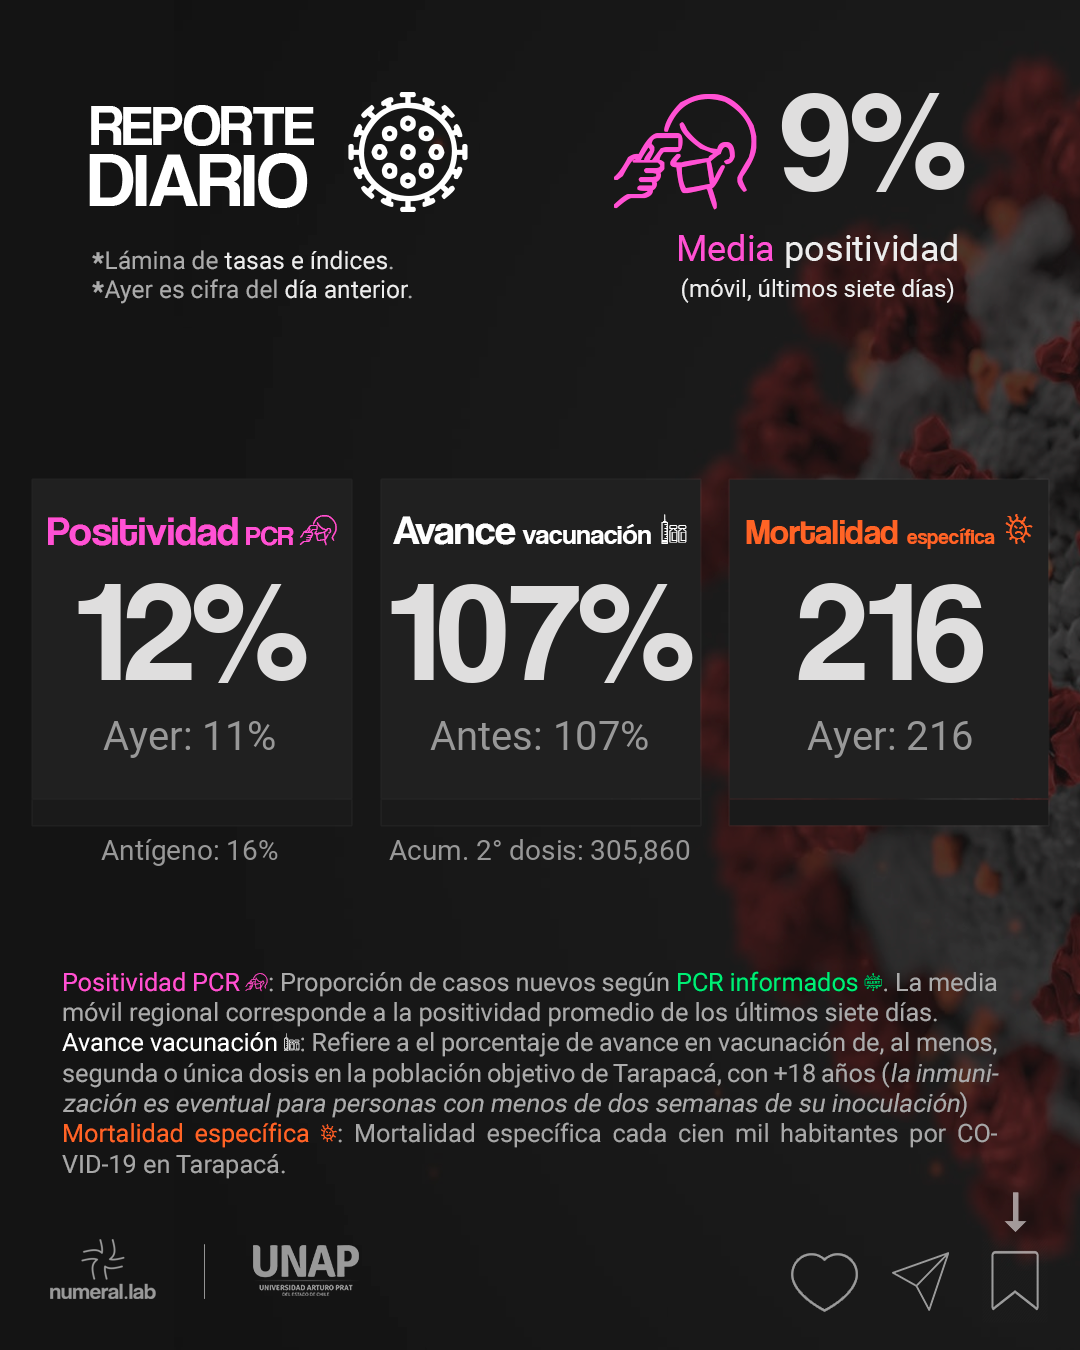 REPORTE
DIARIO
*Lámina de tasas e índices.
*Ayer es cifra del día anterior.
9%
Media positividad
(móvil, últimos siete días)
Positividad PCR
12%
Ayer: 11%
Antígeno: 16%
Avance vacunación
107%
Antes: 107%
Acum. 2° dosis: 305,860
Mortalidad específica
216
Ayer: 216
Positividad PCR : Proporción de casos nuevos según PCR informados . La media
móvil regional corresponde a la positividad promedio de los últimos siete días.
Avance vacunación : Refiere a el porcentaje de avance en vacunación de, al menos,
segunda o única dosis en la población objetivo de Tarapacá, con +18 años (la inmuni-
zación es eventual para personas con menos de dos semanas de su inoculación)
Mortalidad específica : Mortalidad específica cada cien mil habitantes por CO-
VID-19 en Tarapacá.
numeral.lab
UNAP
UNIVERSIDAD ARTURO PRAT
DEL ESTADO DE CHILE